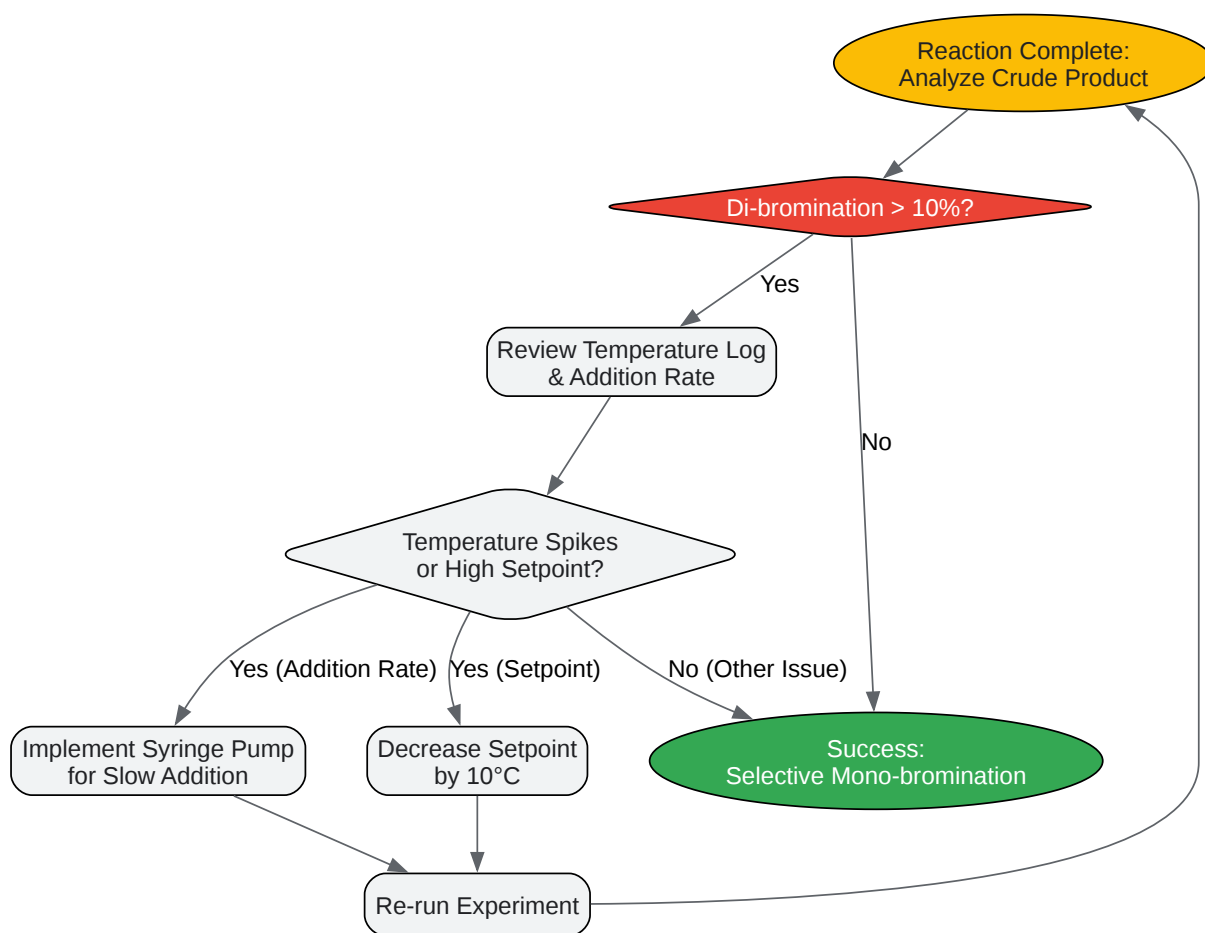 Reaction Complete:
Analyze Crude Product
Di-bromination > 10%?
Yes
Review Temperature Log
& Addition Rate
No
Temperature Spikes
or High Setpoint?
Yes (Addition Rate)
Yes (Setpoint)
No (Other Issue)
Implement Syringe Pump
for Slow Addition
Decrease Setpoint
by 10°C
Success:
Selective Mono-bromination
Re-run Experiment